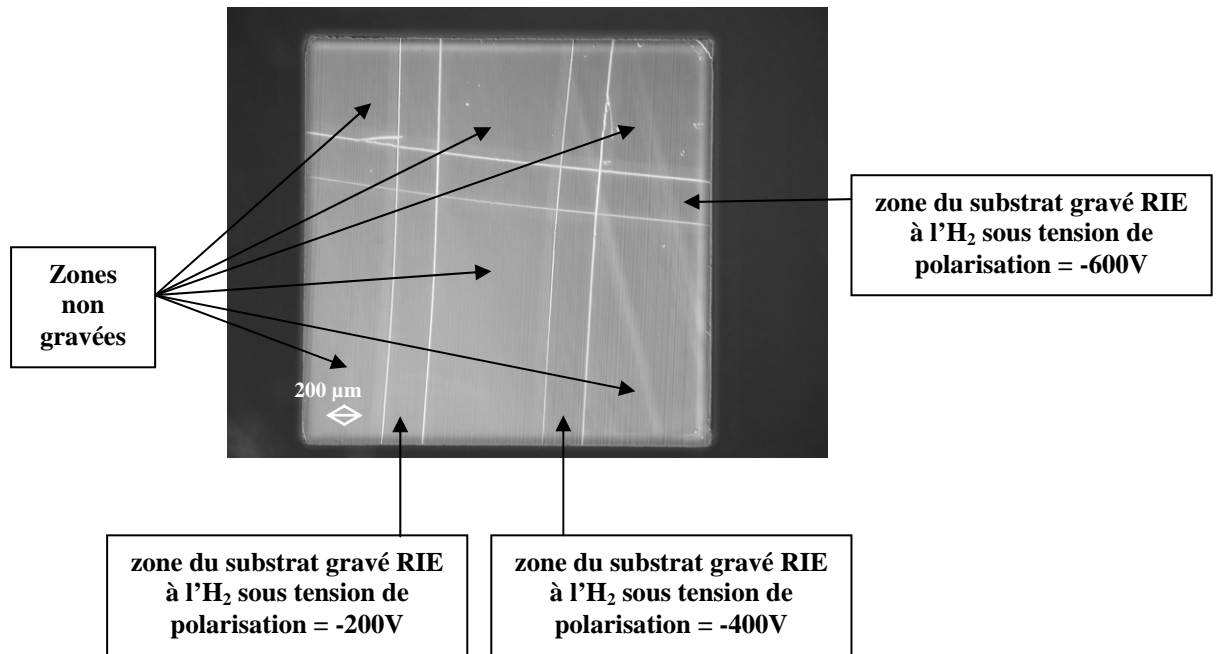 zone du substrat gravé RIE
à l’H₂ sous tension de
polarisation = -600V
Zones
non
gravées
200 µm
zone du substrat gravé RIE
à l’H₂ sous tension de
polarisation = -200V
zone du substrat gravé RIE
à l’H₂ sous tension de
polarisation = -400V